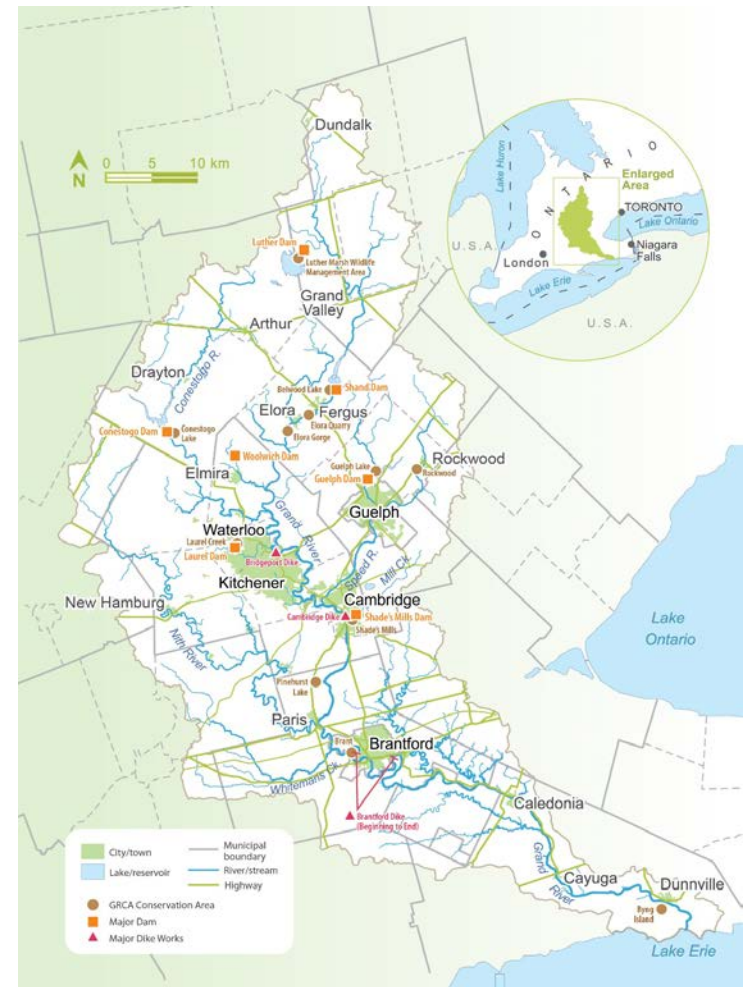 Dundalk
0 5 10 km
N
Luther Dam
Luther Marsh Wildlife
Management Area
Grand
Valley
Arthur
Drayton
Conestogo R.
Belwood Lake
Shand Dam
Elora
Fergus
Elora Quarry
Elora Gorge
Conestogo Dam
Conestogo
Lake
Woolwich Dam
Elmira
Guelph Lake
Guelph Dam
Rockwood
Rockwood
Guelph
Grand River
Waterloo
Laurel Creek
Laurel Dam
Bridgeport Dike
Kitchener
Speed R.
Mill Ck.
Cambridge
Cambridge Dike
Shade's Mills Dam
Shade's Mills
New Hamburg
Nith River
Pinehurst
Lake
Paris
Brant
Brantford
Whitemans Ck.
Brantford Dike
(Beginning to End)
Caledonia
Grand
River
Cayuga
Dunnville
Byng
Island
Lake Erie
Lake
Ontario
ONTARIO
Lake Huron
Enlarged
Area
TORONTO
Lake Ontario
U.S.A.
London
Niagara
Falls
Lake Erie
U.S.A.
City/town
Lake/reservoir
Municipal
boundary
River/stream
Highway
GRCA Conservation Area
Major Dam
Major Dike Works